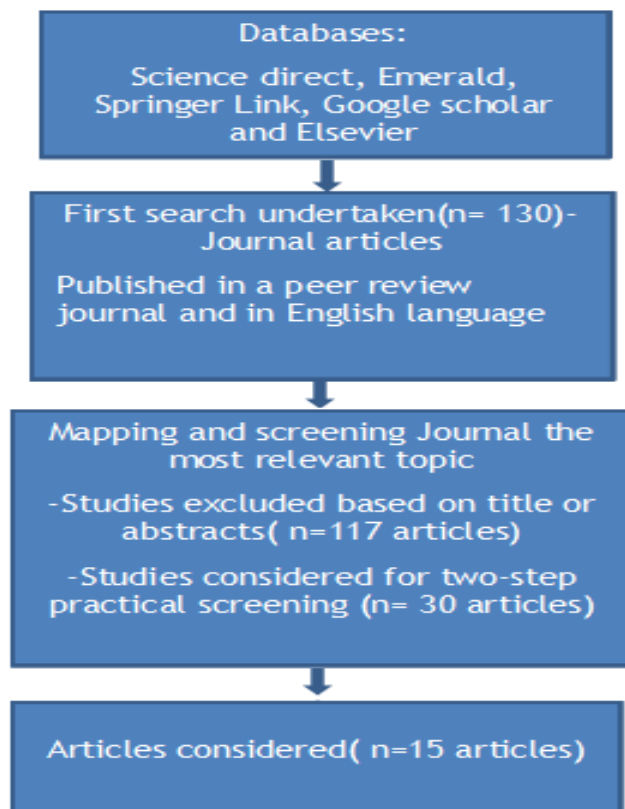 Databases:
Science direct, Emerald,
Springer Link, Google scholar
and Elsevier
First search undertaken(n= 130)-
Journal articles
Published in a peer review
journal and in English language
Mapping and screening Journal the
most relevant topic
-Studies excluded based on title or
abstracts( n=117 articles)
-Studies considered for two-step
practical screening (n= 30 articles)
Articles considered( n=15 articles)